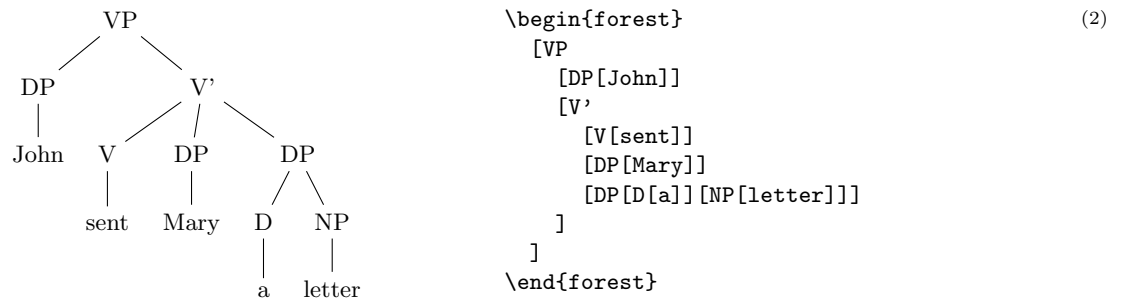 VP
DP V'
John V DP DP
sent Mary D NP
a letter
\begin{forest} (2)
[VP
[DP[John]]
[V'
[V[sent]]
[DP[Mary]]
[DP[D[a]][NP[letter]]]
]
]
\end{forest}